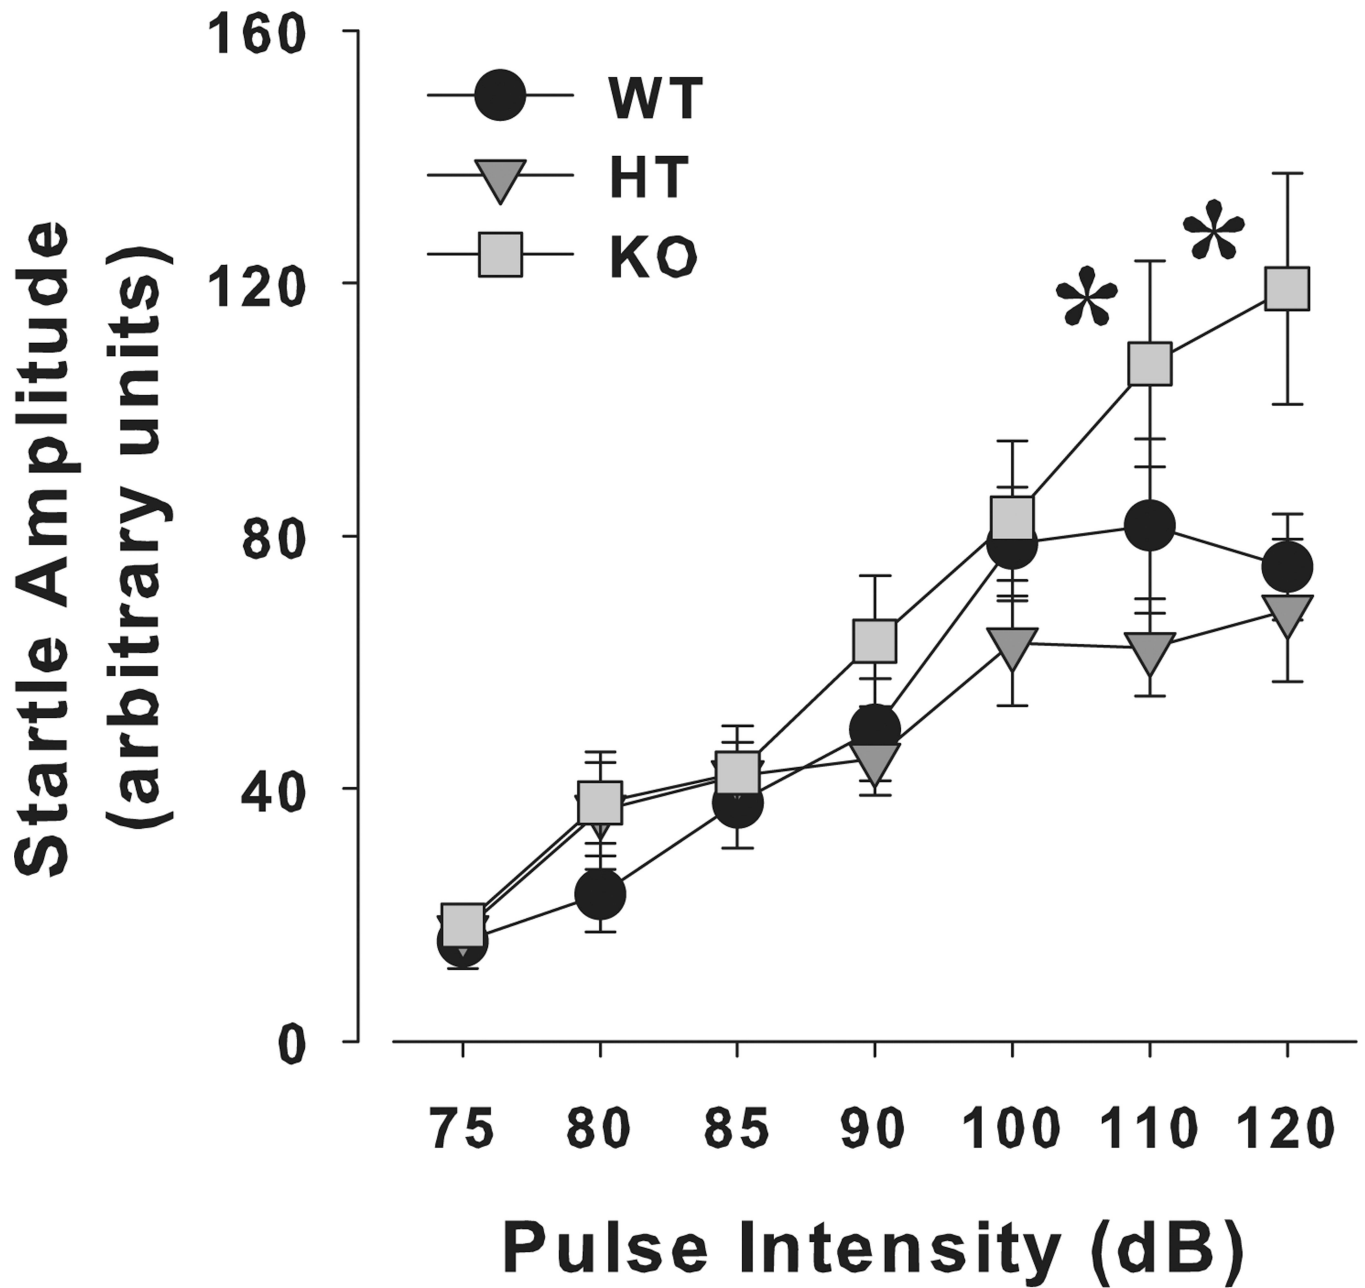 160
120
80
40
0
WT
HT
KO
*
*
Startle Amplitude
(arbitrary units)
75 80 85 90 100 110 120
Pulse Intensity (dB)